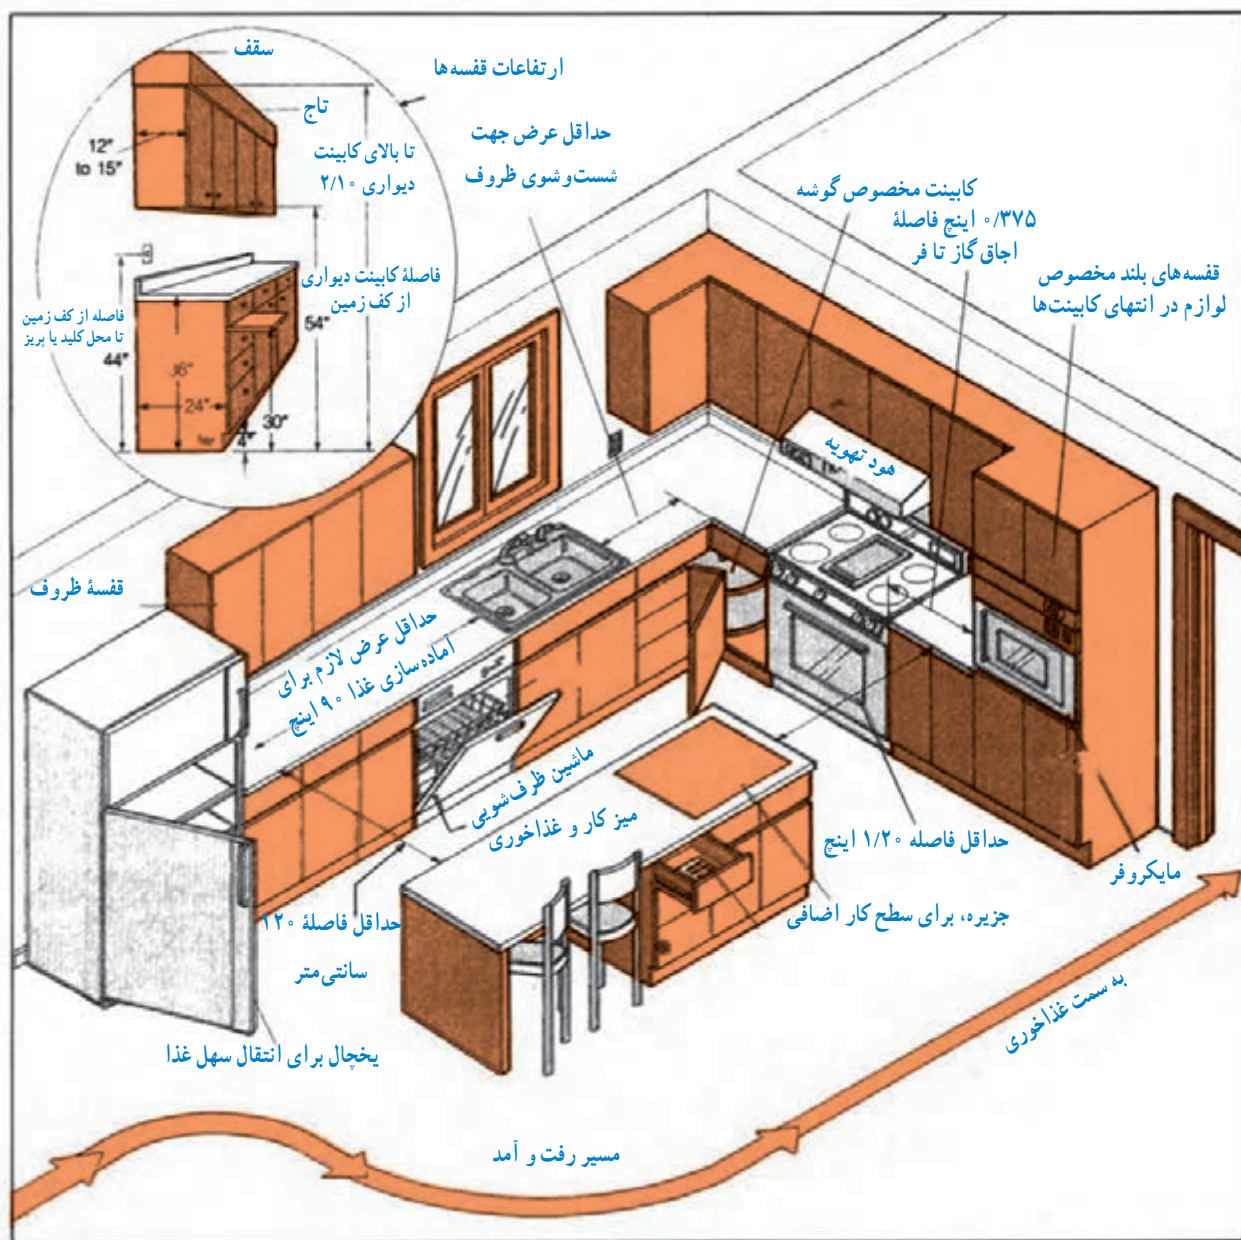 سقف
تاج
ارتفاعات قفسه‌ها
12"
to 15"
تا بالای کابینت
دیواری ۲/۱۰
حداقل عرض جهت
شست‌وشوی ظروف
کابینت مخصوص گوشه
۰/۳۷۵ اینچ فاصلهٔ
اجاق گاز تا فر
قفسه‌های بلند مخصوص
لوازم در انتهای کابینت‌ها
فاصلهٔ کابینت دیواری
از کف زمین
54"
فاصله از کف زمین
تا محل کلید یا پریز
44"
36"
24"
30"
4"
هود تهویه
قفسهٔ ظروف
حداقل عرض لازم برای
آماده‌سازی غذا ۹۰ اینچ
ماشین ظرف‌شویی
میز کار و غذاخوری
حداقل فاصله ۱/۲۰ اینچ
مایکروفر
جزیره، برای سطح کار اضافی
حداقل فاصلهٔ ۱۲۰
سانتی‌متر
یخچال برای انتقال سهل غذا
به سمت غذاخوری
مسیر رفت و آمد